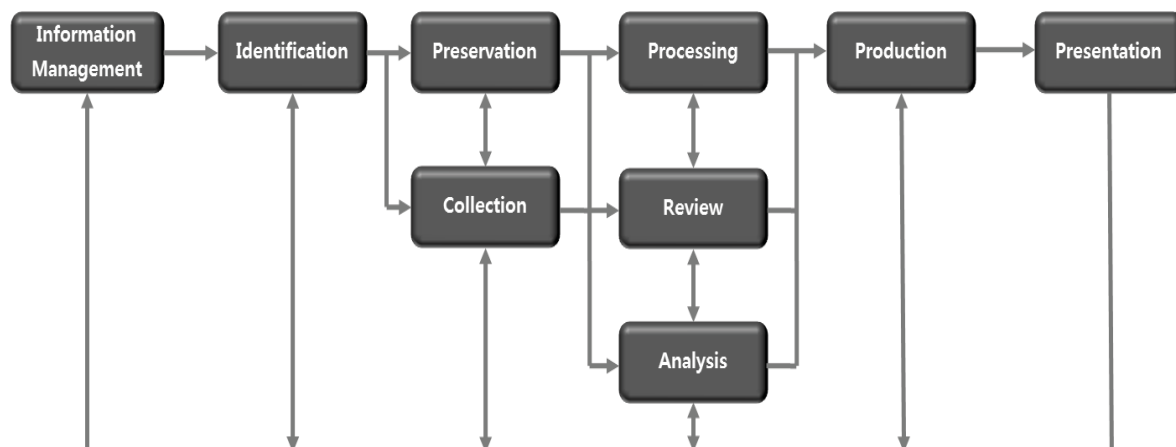 Information
Management
Identification
Preservation
Processing
Production
Presentation
Collection
Review
Analysis